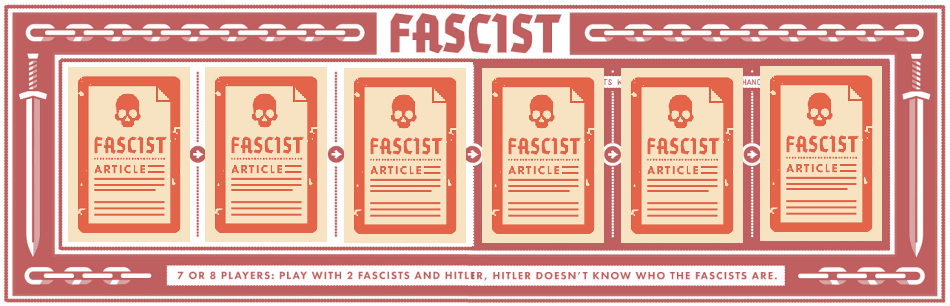 FASCIST
FASCIST
ARTICLE
FASCIST
ARTICLE
FASCIST
ARTICLE
FASCIST
ARTICLE
FASCIST
ARTICLE
FASCIST
ARTICLE
7 OR 8 PLAYERS: PLAY WITH 2 FASCISTS AND HITLER, HITLER DOESN'T KNOW WHO THE FASCISTS ARE.